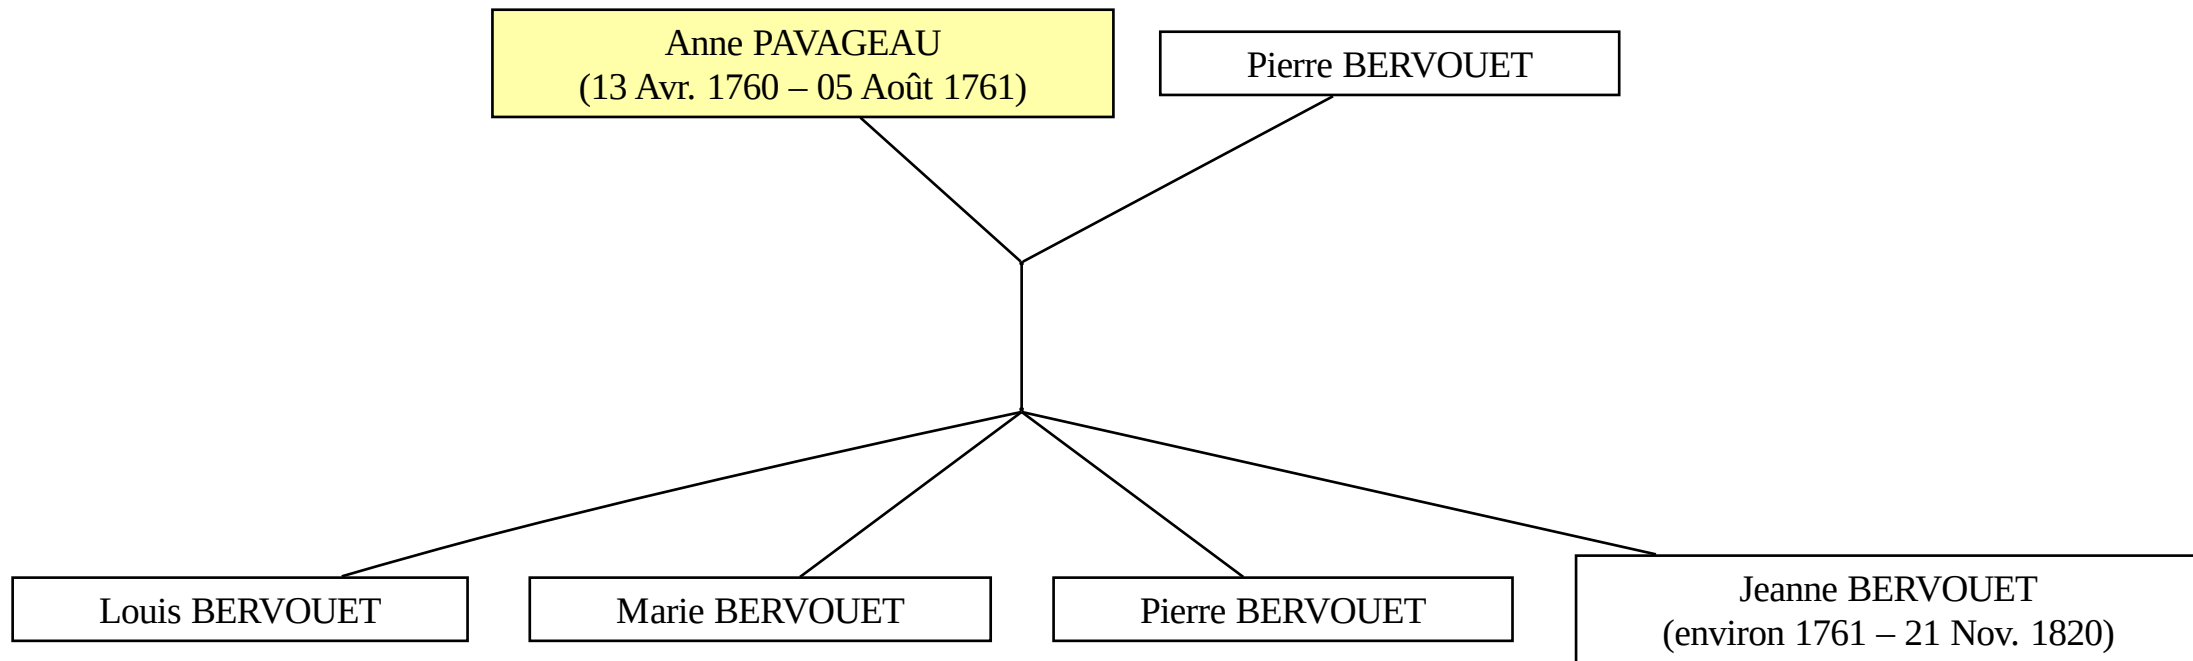 Anne PAVAGEAU
(13 Avr. 1760 – 05 Août 1761)
Pierre BERVOUET
Louis BERVOUET
Marie BERVOUET
Pierre BERVOUET
Jeanne BERVOUET
(environ 1761 – 21 Nov. 1820)